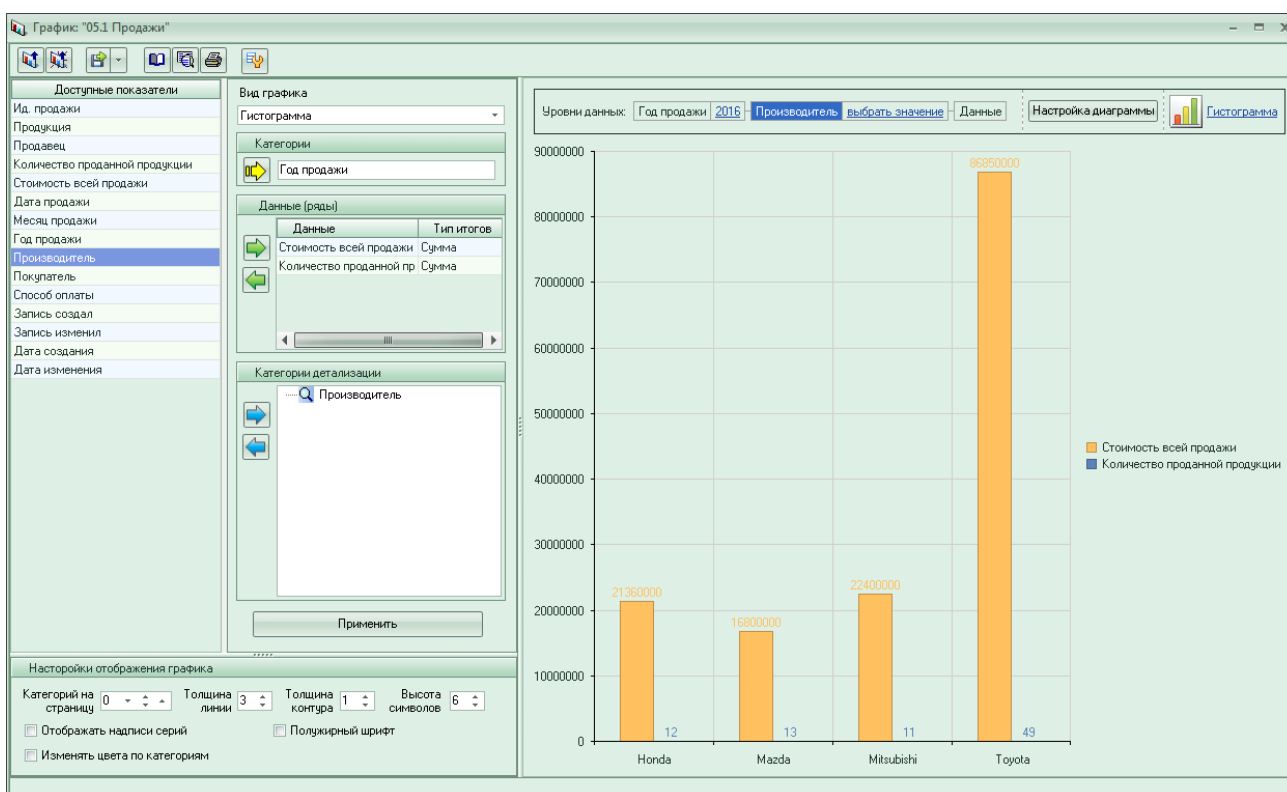 График: "05.1 Продажи"
Доступные показатели
Ид. продажи
Продукция
Продавец
Количество проданной продукции
Стоимость всей продажи
Дата продажи
Месяц продажи
Год продажи
Производитель
Покупатель
Способ оплаты
Запись создал
Запись изменил
Дата создания
Дата изменения
Вид графика
Гистограмма
Категории
Год продажи
Данные (ряды)
Данные Тип итогов
Стоимость всей продажи Сумма
Количество проданной пр Сумма
Категории детализации
Производитель
Применить
Насторойки отображения графика
Категорий на страницу 0
Толщина линии 3
Толщина контура 1
Высота символов 6
Отображать надписи серий
Полужирный шрифт
Изменять цвета по категориям
Уровни данных: Год продажи 2016 Производитель выбрать значение Данные Настройка диаграммы Гистограмма
90000000
80000000
70000000
60000000
50000000
40000000
30000000
20000000
10000000
0
21360000
16800000
22400000
86850000
12
13
11
49
Honda
Mazda
Mitsubishi
Toyota
Стоимость всей продажи
Количество проданной продукции